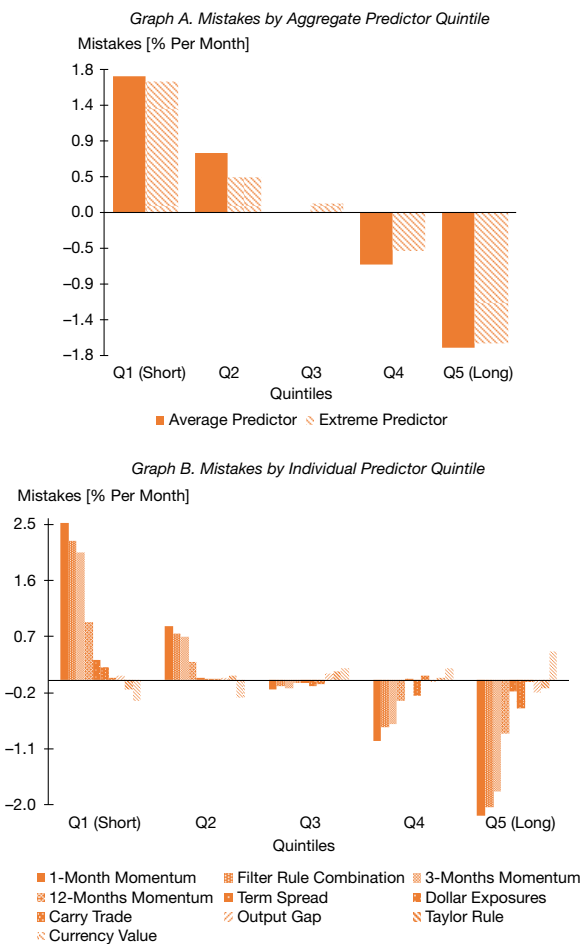 Graph A. Mistakes by Aggregate Predictor Quintile
Mistakes [% Per Month]
1.8
1.4
0.9
0.5
0.0
−0.5
−0.9
−1.4
−1.8
Q1 (Short) Q2 Q3 Q4 Q5 (Long)
Quintiles
Average Predictor Extreme Predictor
Graph B. Mistakes by Individual Predictor Quintile
Mistakes [% Per Month]
2.5
1.6
0.7
−0.2
−1.1
−2.0
Q1 (Short) Q2 Q3 Q4 Q5 (Long)
Quintiles
1-Month Momentum Filter Rule Combination 3-Months Momentum
12-Months Momentum Term Spread Dollar Exposures
Carry Trade Output Gap Taylor Rule
Currency Value